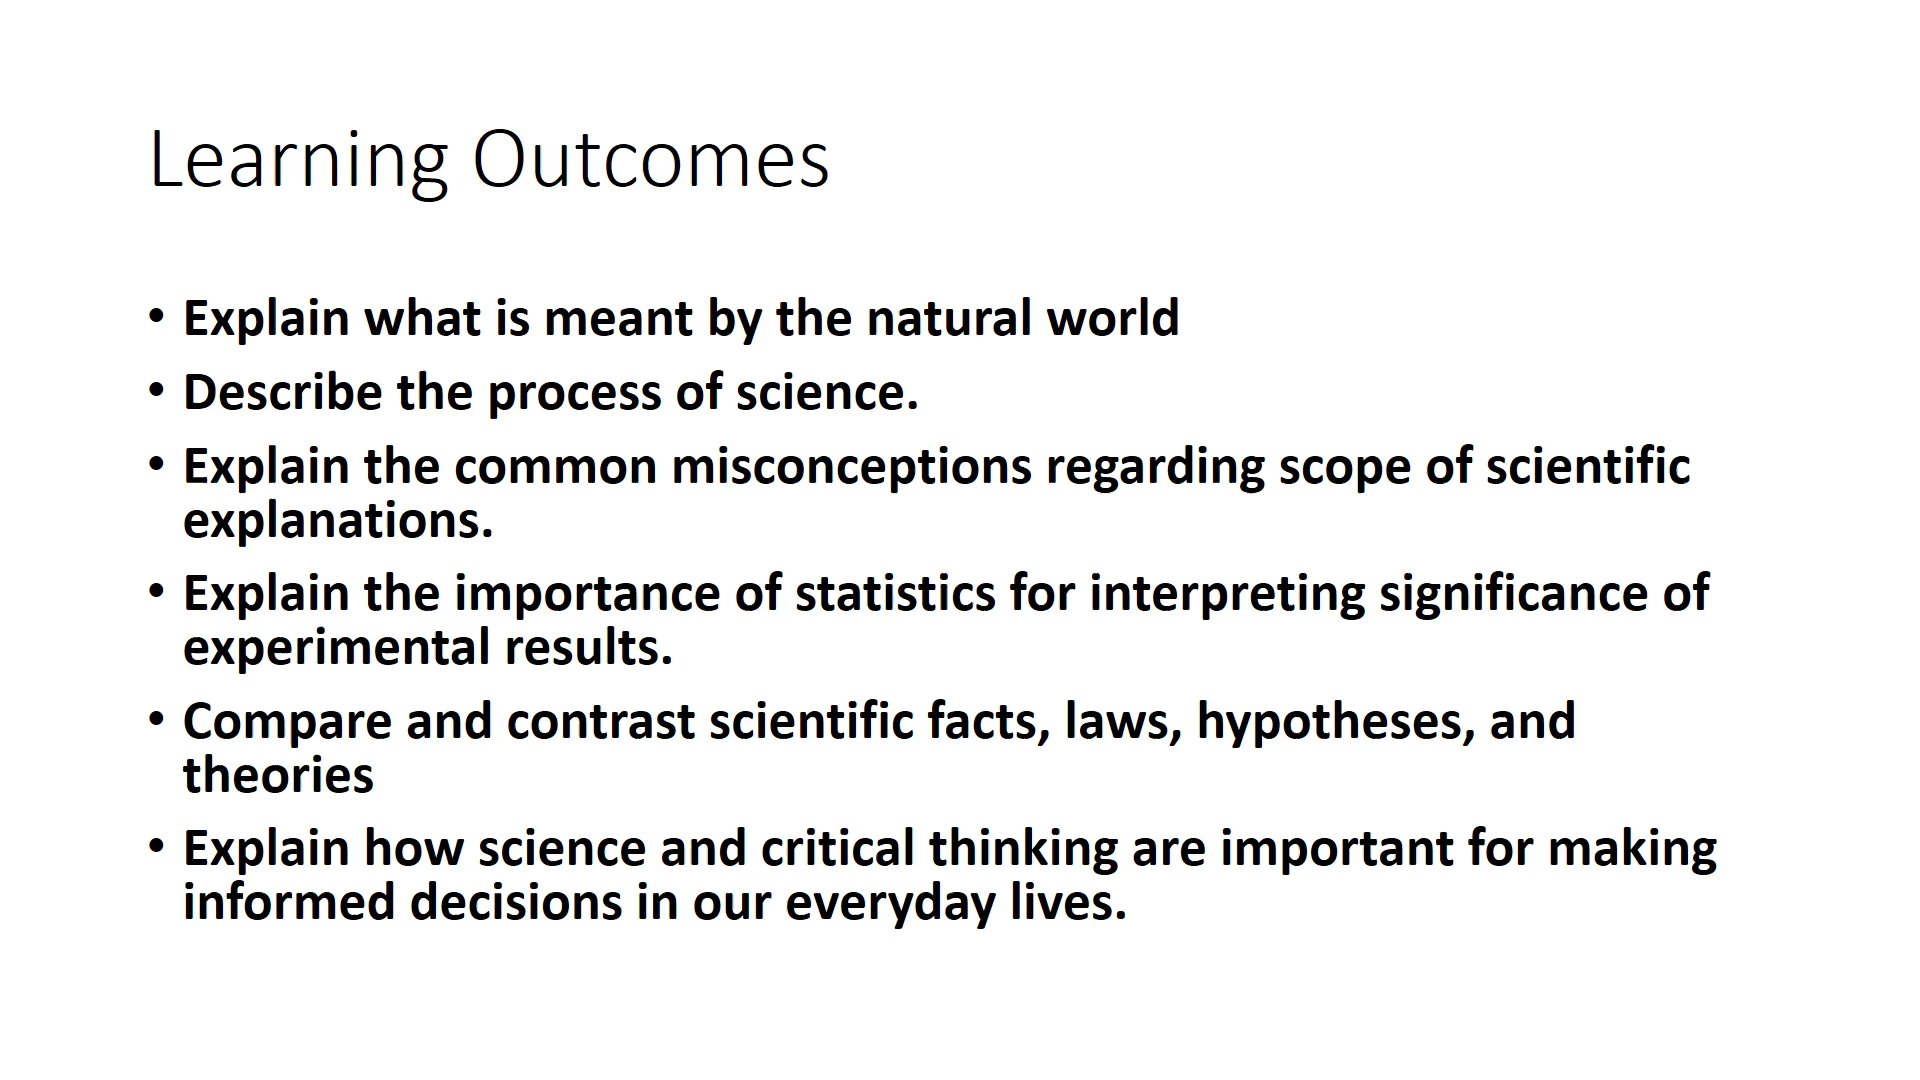 Learning Outcomes
• Explain what is meant by the natural world
• Describe the process of science.
• Explain the common misconceptions regarding scope of scientific
explanations.
• Explain the importance of statistics for interpreting significance of
experimental results.
• Compare and contrast scientific facts, laws, hypotheses, and
theories
• Explain how science and critical thinking are important for making
informed decisions in our everyday lives.